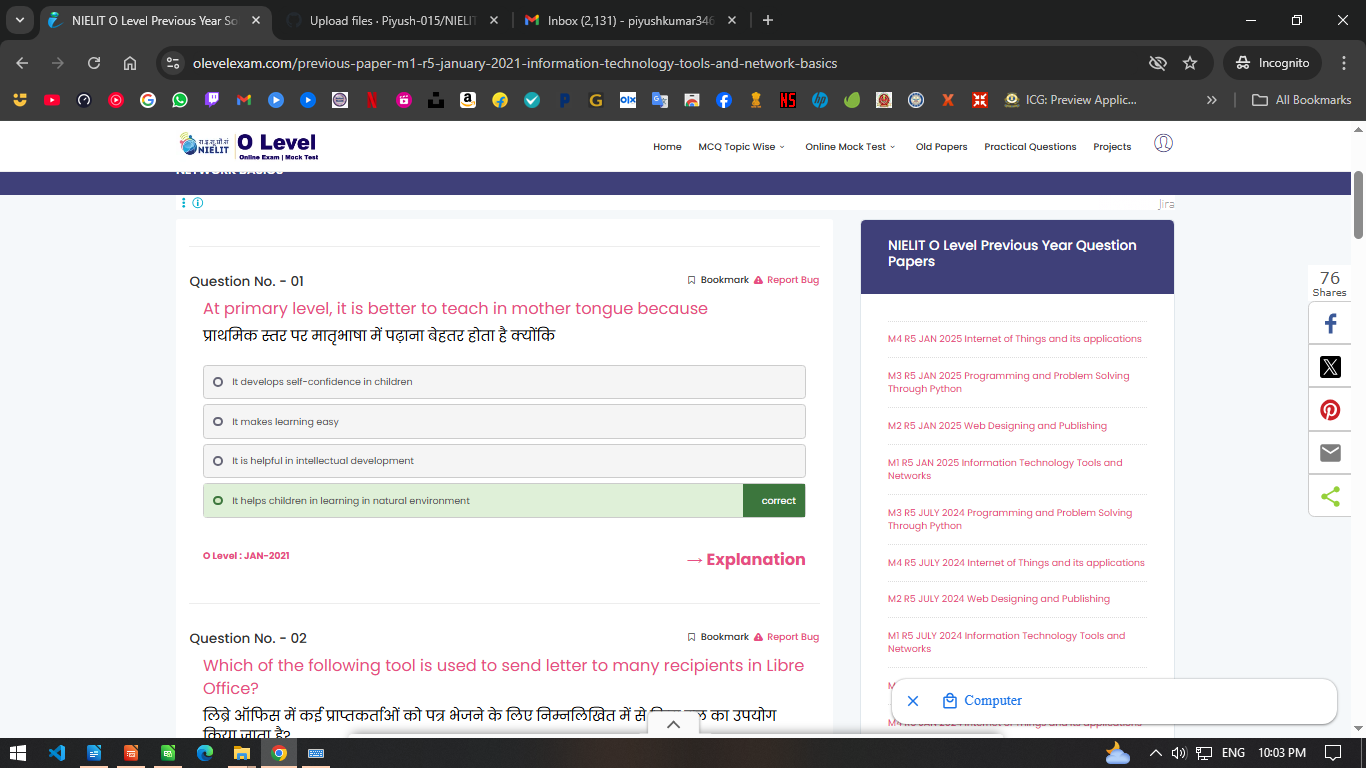 NIELIT O Level Previous Year So
Upload files · Piyush-015/NIELIT
Inbox (2,131) - piyushkumar346
olevelexam.com/previous-paper-m1-r5-january-2021-information-technology-tools-and-network-basics
Incognito
ICG: Preview Applic...
All Bookmarks
NIELIT
O Level
Online Exam | Mock Test
Home
MCQ Topic Wise
Online Mock Test
Old Papers
Practical Questions
Projects
NETWORK BASICS
Jira
Question No. - 01
Bookmark
Report Bug
At primary level, it is better to teach in mother tongue because
प्राथमिक स्तर पर मातृभाषा में पढ़ाना बेहतर होता है क्योंकि
It develops self-confidence in children
It makes learning easy
It is helpful in intellectual development
It helps children in learning in natural environment
correct
O Level : JAN-2021
→ Explanation
Question No. - 02
Bookmark
Report Bug
Which of the following tool is used to send letter to many recipients in Libre
Office?
लिब्रे ऑफिस में कई प्राप्तकर्ताओं को पत्र भेजने के लिए निम्नलिखित में से का उपयोग
किया जाता है?
NIELIT O Level Previous Year Question
Papers
M4 R5 JAN 2025 Internet of Things and its applications
M3 R5 JAN 2025 Programming and Problem Solving
Through Python
M2 R5 JAN 2025 Web Designing and Publishing
M1 R5 JAN 2025 Information Technology Tools and
Networks
M3 R5 JULY 2024 Programming and Problem Solving
Through Python
M4 R5 JULY 2024 Internet of Things and its applications
M2 R5 JULY 2024 Web Designing and Publishing
M1 R5 JULY 2024 Information Technology Tools and
Networks
Computer
76
Shares
ENG
10:03 PM